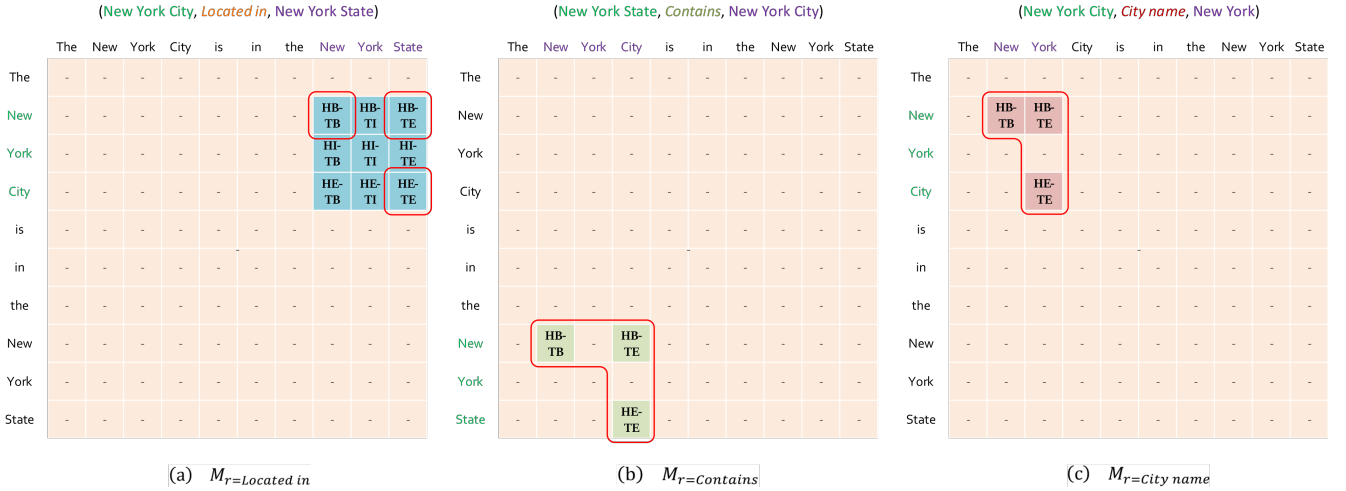 (New York City, Located in, New York State)
The New York City is in the New York State
The - - - - - - - - - -
New - - - - - - - HB-TB HB-TI HB-TE
York - - - - - - - HI-TB HI-TI HI-TE
City - - - - - - - HE-TB HE-TI HE-TE
is - - - - - - - - - -
-
in - - - - - - - - - -
the - - - - - - - - - -
New - - - - - - - - - -
York - - - - - - - - - -
State - - - - - - - - - -
(a) M r=Located in
(New York State, Contains, New York City)
The New York City is in the New York State
The - - - - - - - - - -
New - - - - - - - - - -
York - - - - - - - - - -
City - - - - - - - - - -
is - - - - - - - - - -
-
in - - - - - - - - - -
the - - - - - - - - - -
New - HB-TB - HB-TE - - - - - -
York - - - - - - - - - -
State - - - HE-TE - - - - - -
(b) M r=Contains
(New York City, City name, New York)
The New York City is in the New York State
The - - - - - - - - - -
New - HB-TB HB-TE - - - - - - -
York - - - - - - - - - -
City - - HE-TE - - - - - - -
is - - - - - - - - - -
-
in - - - - - - - - - -
the - - - - - - - - - -
New - - - - - - - - - -
York - - - - - - - - - -
State - - - - - - - - - -
(c) M r=City name